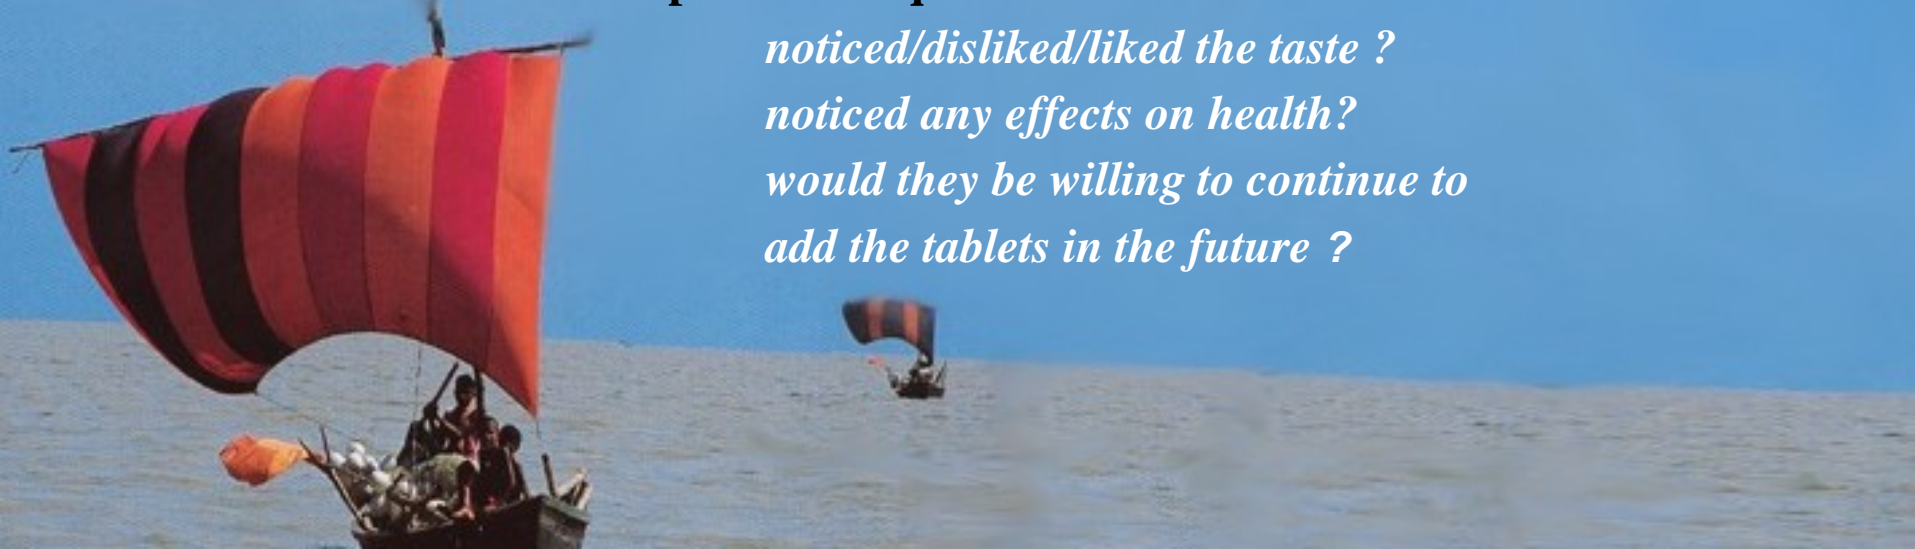 noticed/disliked/liked the taste ?
noticed any effects on health?
would they be willing to continue to
add the tablets in the future ?